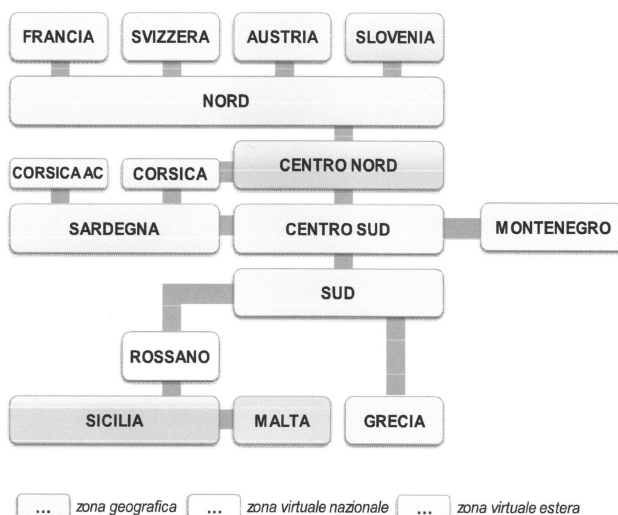 FRANCIA SVIZZERA AUSTRIA SLOVENIA
NORD
CENTRO NORD
CORSICA AC CORSICA
SARDEGNA CENTRO SUD MONTENEGRO
SUD
ROSSANO
SICILIA MALTA GRECIA
... zona geografica ... zona virtuale nazionale ... zona virtuale estera